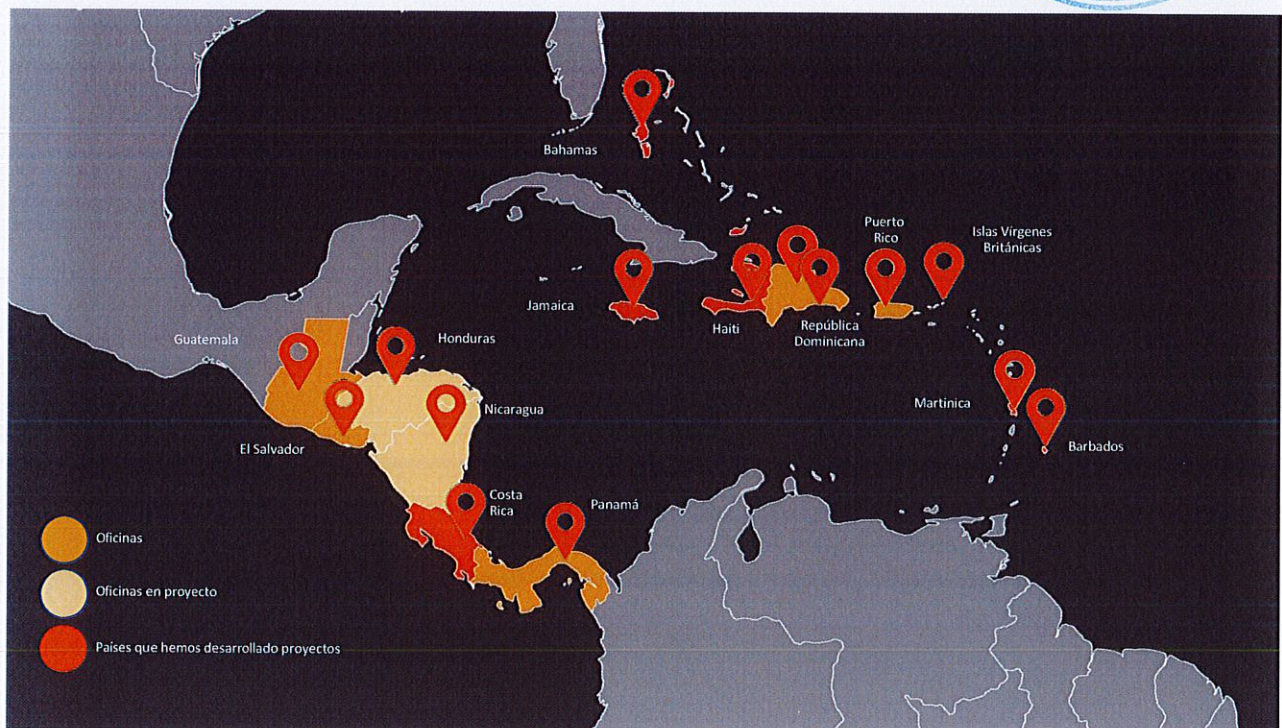 Bahamas
Puerto
Rico
Islas Vírgenes
Británicas
Jamaica
Haiti
República
Dominicana
Guatemala
Honduras
Nicaragua
El Salvador
Martinica
Barbados
Costa
Rica
Panamá
Oficinas
Oficinas en proyecto
Países que hemos desarrollado proyectos